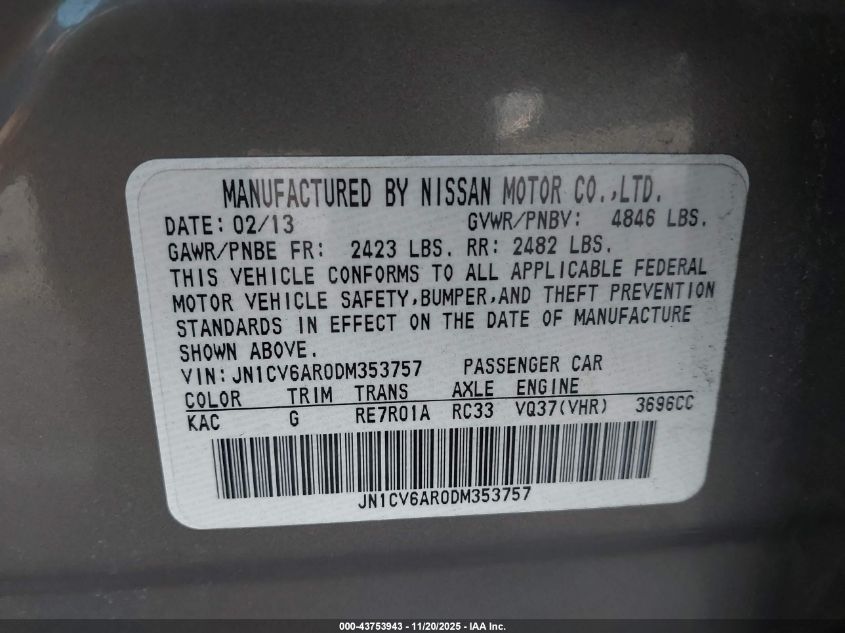 MANUFACTURED BY NISSAN MOTOR CO.,LTD.
DATE: 02/13 GVWR/PNBV: 4846 LBS.
GAWR/PNBE FR: 2423 LBS. RR: 2482 LBS.
THIS VEHICLE CONFORMS TO ALL APPLICABLE FEDERAL
MOTOR VEHICLE SAFETY,BUMPER,AND THEFT PREVENTION
STANDARDS IN EFFECT ON THE DATE OF MANUFACTURE
SHOWN ABOVE.
VIN: JN1CV6AR0DM353757 PASSENGER CAR
COLOR TRIM TRANS AXLE ENGINE
KAC G RE7R01A RC33 VQ37(VHR) 3696CC
JN1CV6AR0DM353757
000-43753943 - 11/20/2025 - IAA Inc.